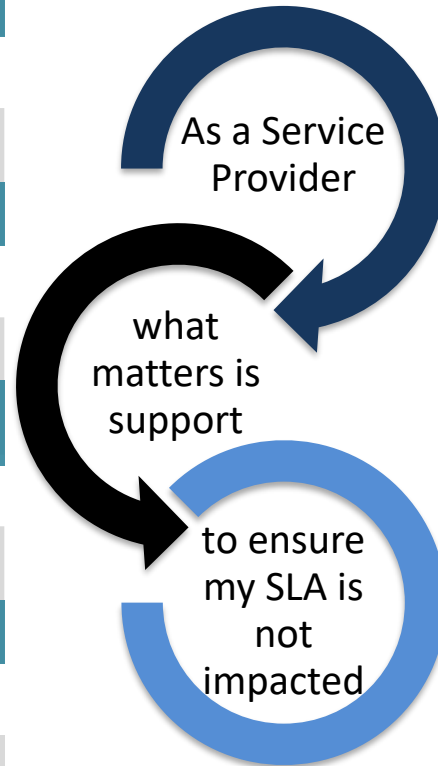 As a Service
Provider
what
matters is
support
to ensure
my SLA is
not
impacted